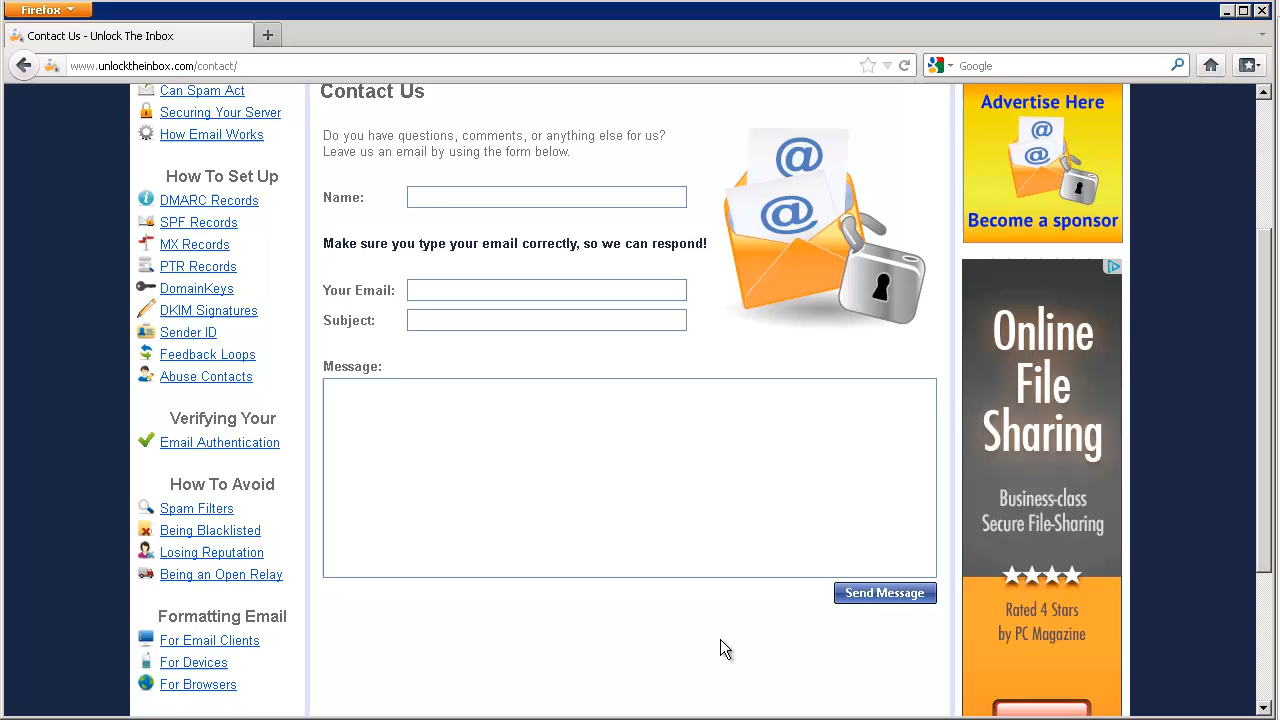 Firefox
Contact Us - Unlock The Inbox
www.unlocktheinbox.com/contact/
Google
Can Spam Act
Securing Your Server
How Email Works
How To Set Up
DMARC Records
SPF Records
MX Records
PTR Records
DomainKeys
DKIM Signatures
Sender ID
Feedback Loops
Abuse Contacts
Verifying Your
Email Authentication
How To Avoid
Spam Filters
Being Blacklisted
Losing Reputation
Being an Open Relay
Formatting Email
For Email Clients
For Devices
For Browsers
Contact Us
Do you have questions, comments, or anything else for us?
Leave us an email by using the form below.
Name:
Make sure you type your email correctly, so we can respond!
Your Email:
Subject:
Message:
Send Message
@
@
Advertise Here
@
@
Become a sponsor
Online
File
Sharing
Business-class
Secure File-Sharing
Rated 4 Stars
by PC Magazine